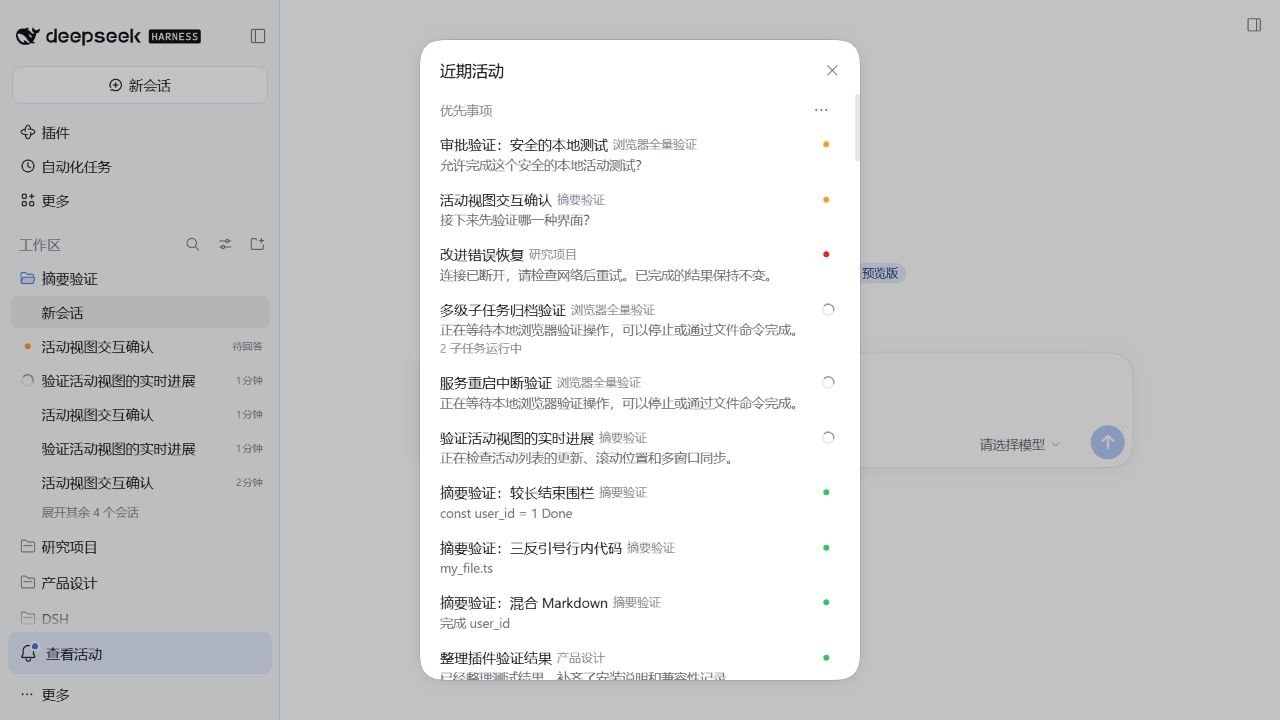 deepseek HARNESS
新会话
插件
自动化任务
更多
工作区
摘要验证
新会话
活动视图交互确认 待回答
验证活动视图的实时进展 1分钟
活动视图交互确认 1分钟
验证活动视图的实时进展 1分钟
活动视图交互确认 2分钟
展开其余 4 个会话
研究项目
产品设计
DSH
查看活动
更多
近期活动
优先事项
审批验证：安全的本地测试 浏览器全量验证
允许完成这个安全的本地活动测试？
活动视图交互确认 摘要验证
接下来先验证哪一种界面？
改进错误恢复 研究项目
连接已断开，请检查网络后重试。已完成的结果保持不变。
多级子任务归档验证 浏览器全量验证
正在等待本地浏览器验证操作，可以停止或通过文件命令完成。
2 子任务运行中
服务重启中断验证 浏览器全量验证
正在等待本地浏览器验证操作，可以停止或通过文件命令完成。
验证活动视图的实时进展 摘要验证
正在检查活动列表的更新、滚动位置和多窗口同步。
摘要验证：较长结束围栏 摘要验证
const user_id = 1 Done
摘要验证：三反引号行内代码 摘要验证
my_file.ts
摘要验证：混合 Markdown 摘要验证
完成 user_id
整理插件验证结果 产品设计
已经整理测试结果，补齐了安装说明和兼容性记录
预览版
请选择模型